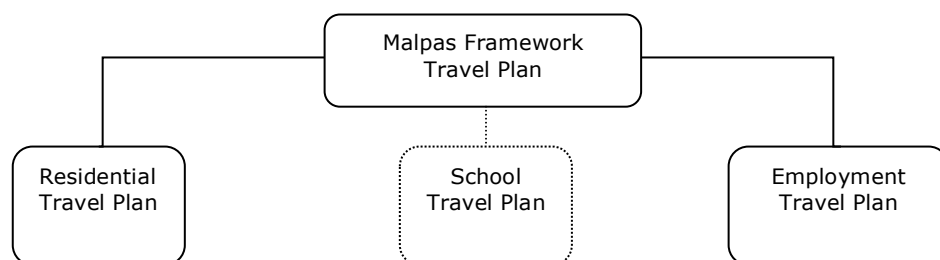 Malpas Framework
Travel Plan
Residential
Travel Plan
School
Travel Plan
Employment
Travel Plan